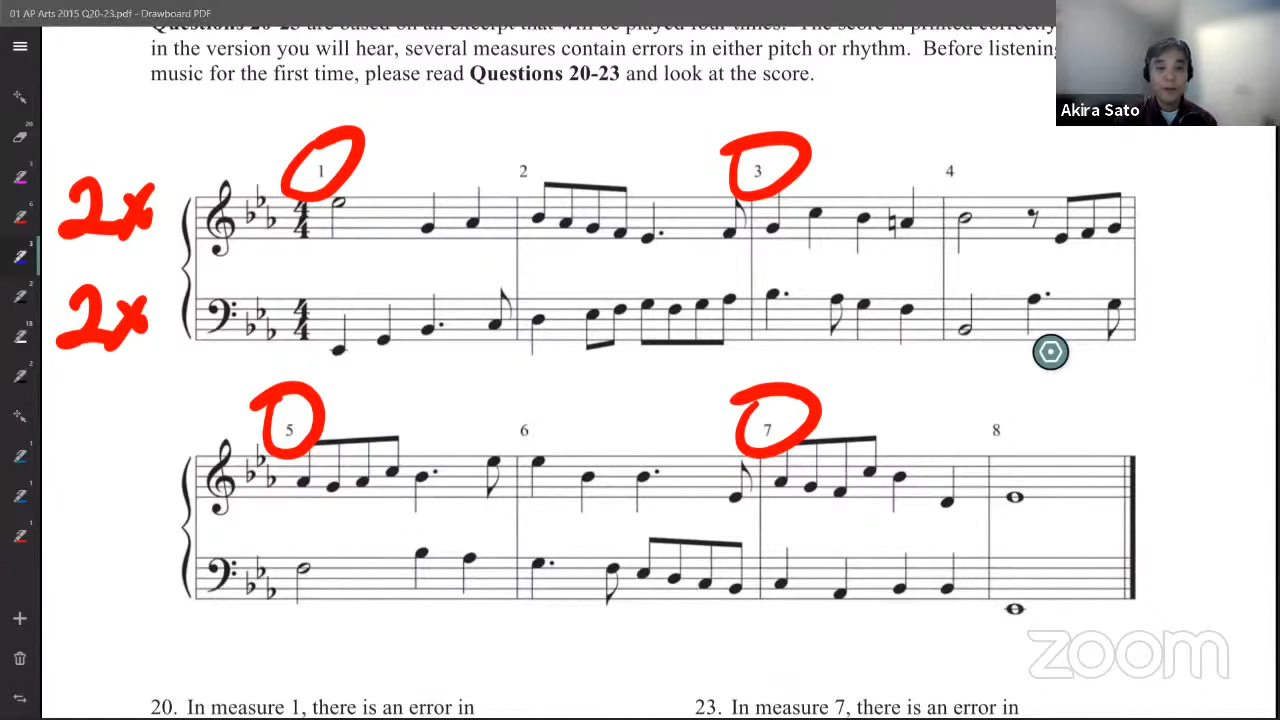 01 AP Arts 2015 Q20-23.pdf - Drawboard PDF
Questions 20-23 are based on an excerpt that will be played four times. The score is printed correctly
in the version you will hear, several measures contain errors in either pitch or rhythm. Before listening
music for the first time, please read Questions 20-23 and look at the score.
Akira Sato
1 2 3 4
2x
2x
5 6 7 8
zoom
20. In measure 1, there is an error in
23. In measure 7, there is an error in